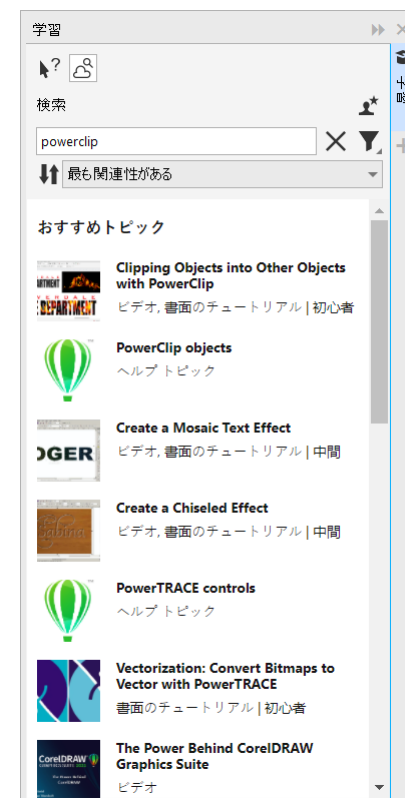 学習
検索
powerclip
最も関連性がある
おすすめトピック
Clipping Objects into Other Objects
with PowerClip
ビデオ, 書面のチュートリアル | 初心者
PowerClip objects
ヘルプ トピック
Create a Mosaic Text Effect
ビデオ, 書面のチュートリアル | 中間
OGER
Create a Chiseled Effect
ビデオ, 書面のチュートリアル | 中間
PowerTRACE controls
ヘルプ トピック
Vectorization: Convert Bitmaps to
Vector with PowerTRACE
書面のチュートリアル | 初心者
The Power Behind CorelDRAW
Graphics Suite
ビデオ
CorelDRAW